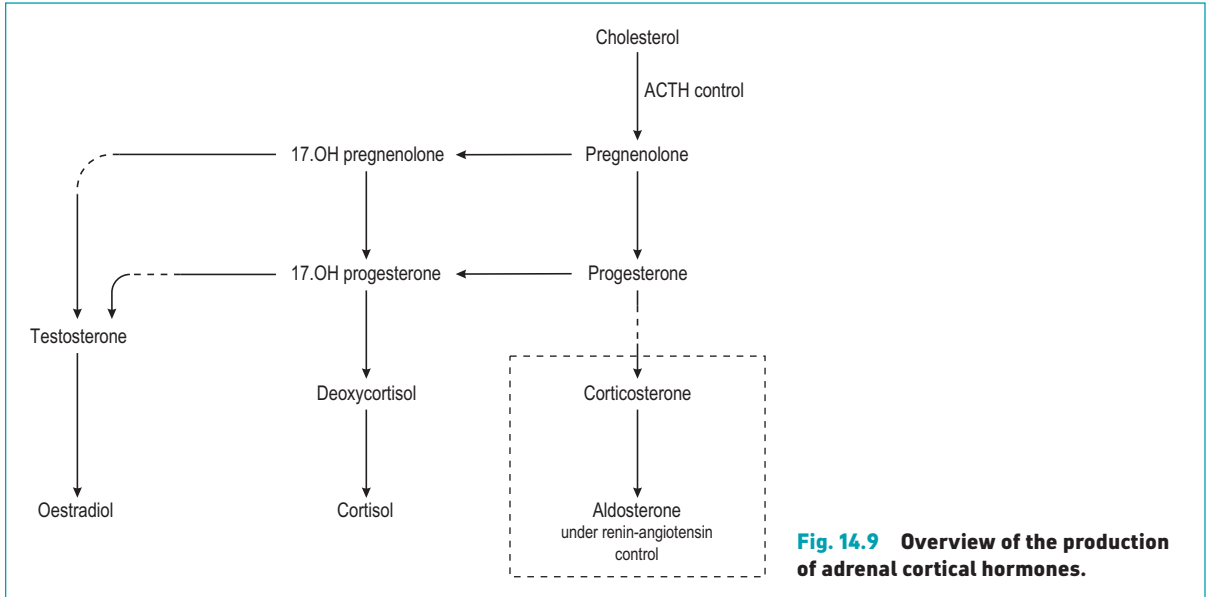 Cholesterol
ACTH control
17.OH pregnenolone
Pregnenolone
17.OH progesterone
Progesterone
Testosterone
Deoxycortisol
Corticosterone
Oestradiol
Cortisol
Aldosterone
under renin-angiotensin
control
Fig. 14.9 Overview of the production
of adrenal cortical hormones.